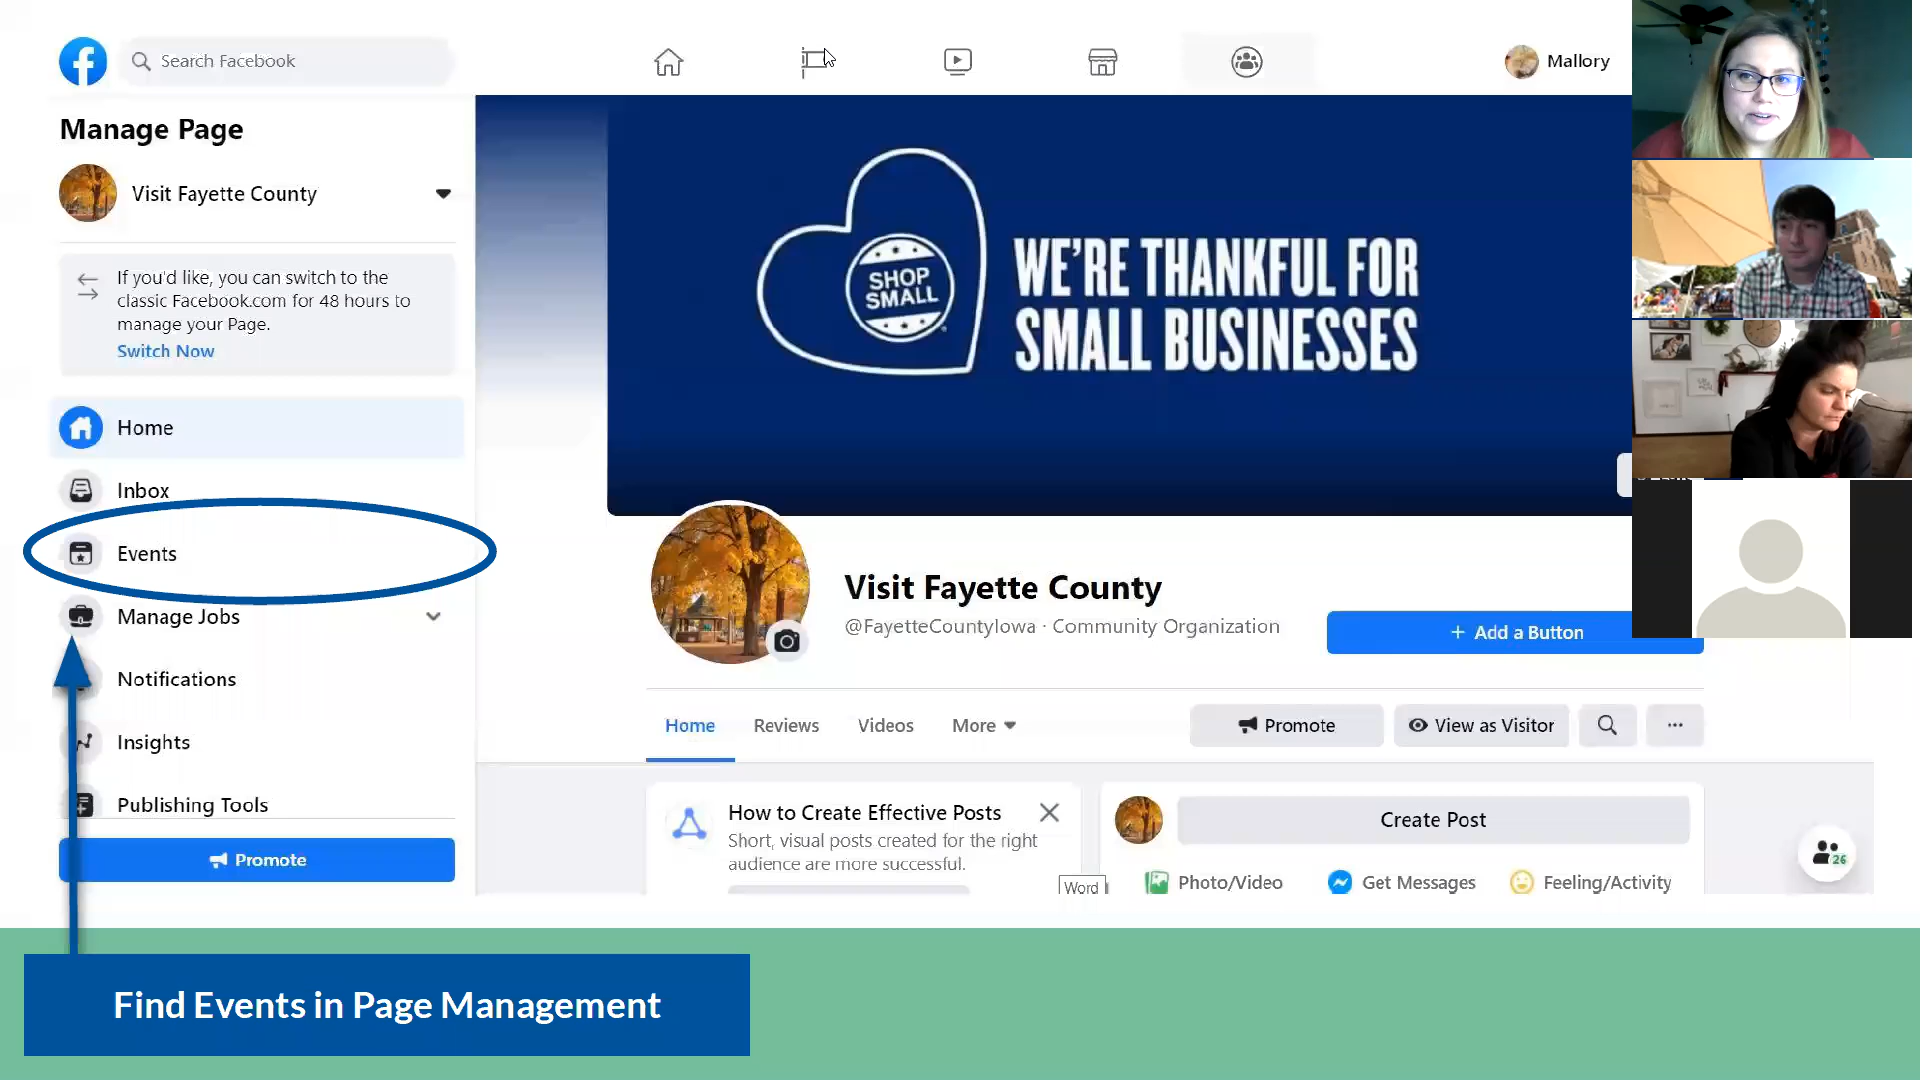 Search Facebook
Mallory
Manage Page
Visit Fayette County
If you'd like, you can switch to the
classic Facebook.com for 48 hours to
manage your Page.
Switch Now
Home
Inbox
Events
Manage Jobs
Notifications
Insights
Publishing Tools
Promote
SHOP
SMALL
WE'RE THANKFUL FOR
SMALL BUSINESSES
Visit Fayette County
@FayetteCountyIowa · Community Organization
+ Add a Button
Home Reviews Videos More
Promote View as Visitor ...
How to Create Effective Posts
Short, visual posts created for the right
audience are more successful.
Create Post
Word
Photo/Video Get Messages Feeling/Activity
26
Find Events in Page Management